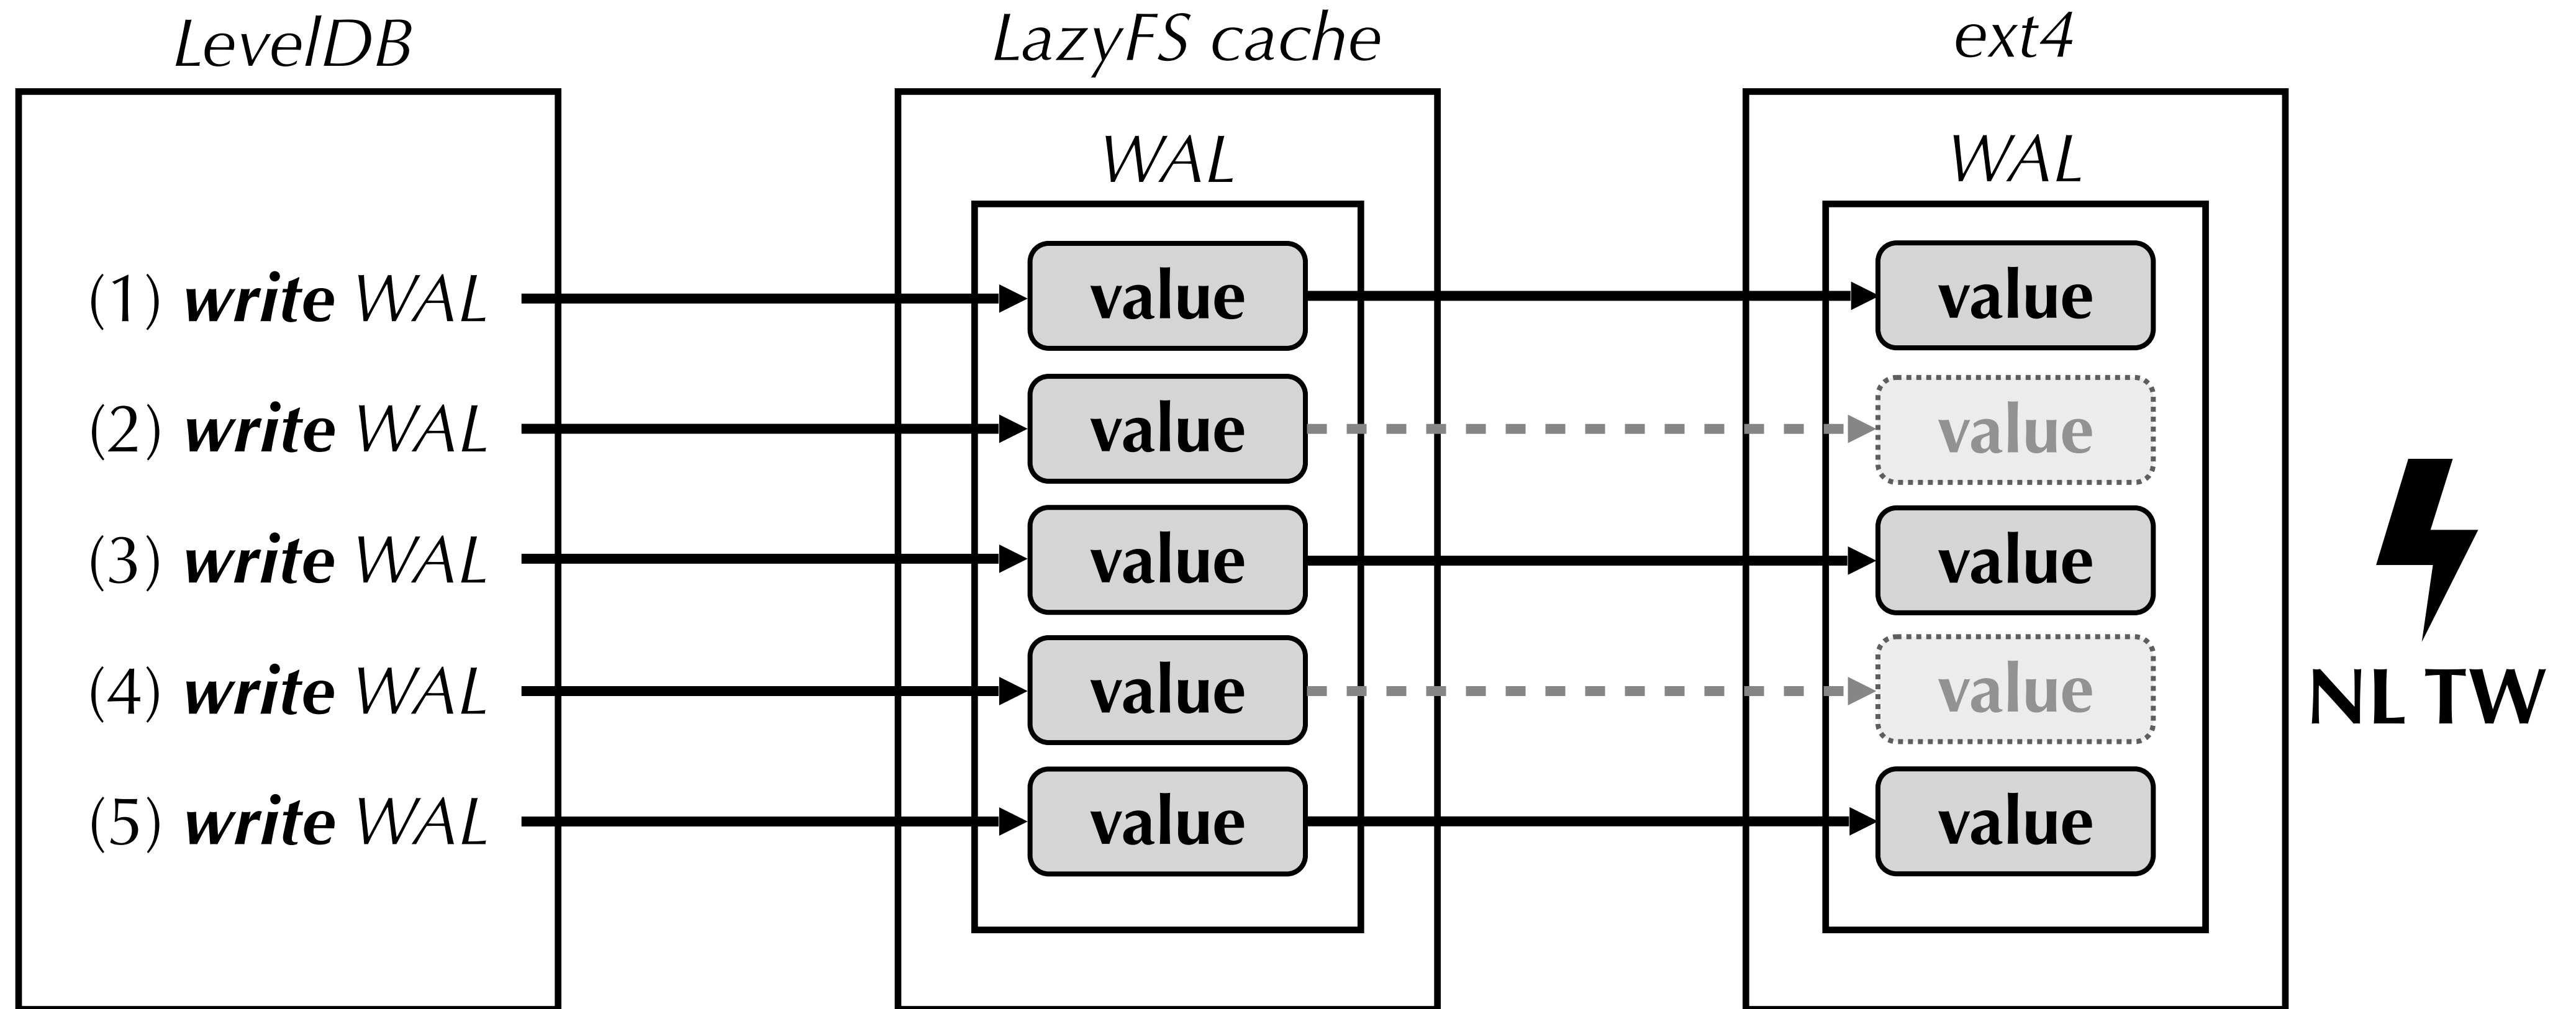 LevelDB
LazyFS cache
ext4
WAL
WAL
(1) write WAL
value
value
(2) write WAL
value
value
(3) write WAL
value
value
(4) write WAL
value
value
(5) write WAL
value
value
NL TW